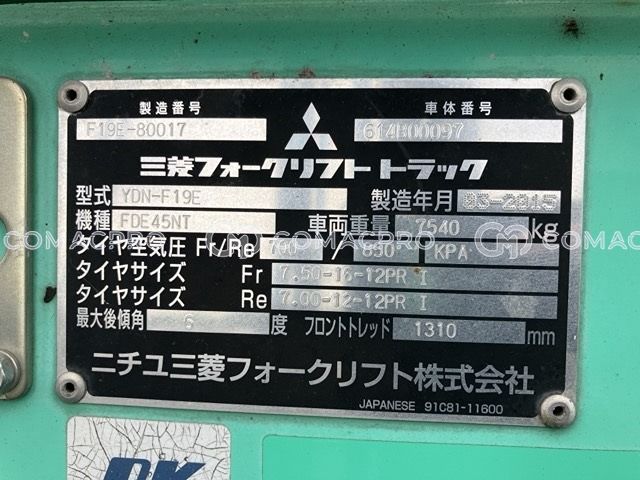 製造番号 車体番号
F19E-80017 614B00097
三菱フォークリフトトラック
型式 YDN-F19E 製造年月 03-2015
機種 FDE45NT 車両重量 7540 kg
タイヤ空気圧 Fr/Re 700 / 890 KPA
タイヤサイズ Fr 7.50-16-12PR I
タイヤサイズ Re 7.00-12-12PR I
最大後傾角 6 度 フロントトレッド 1310 mm
ニチユ三菱フォークリフト株式会社
JAPANESE 91C81-11600
COMACPRO COMACPRO COMACPRO